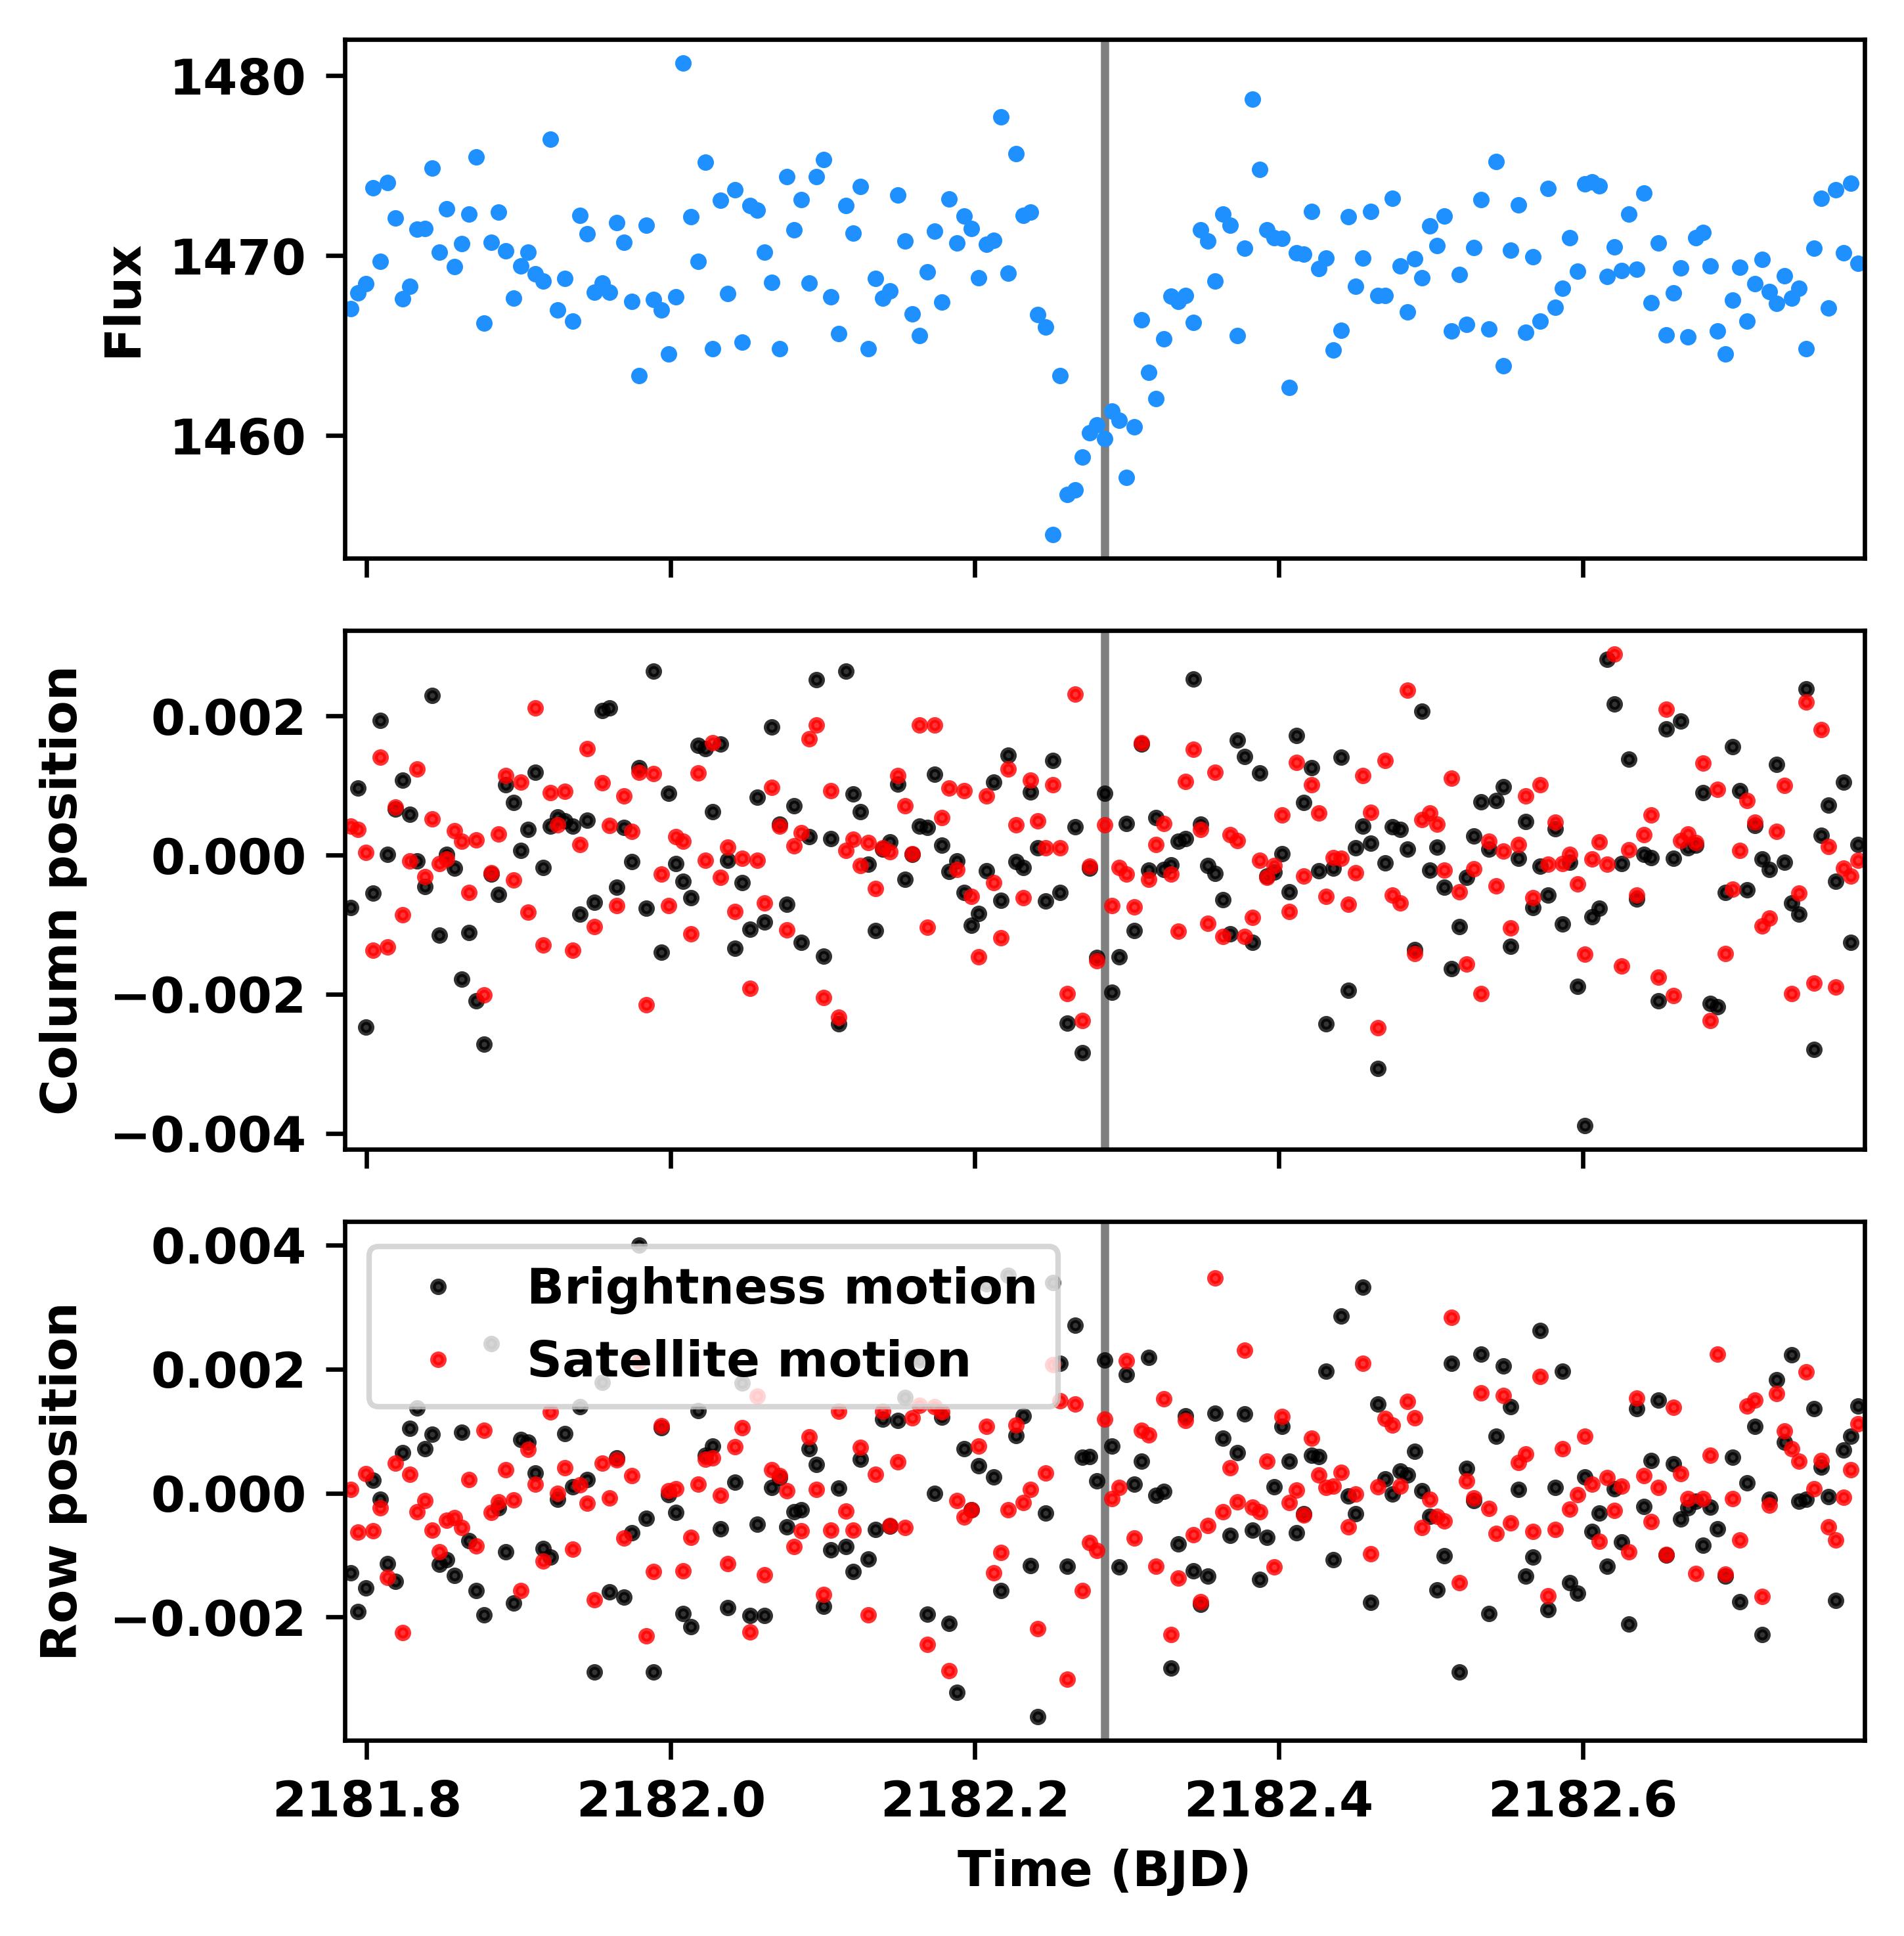 1480
1470
1460
Flux
0.002
0.000
−0.002
−0.004
Column position
0.004
0.002
0.000
−0.002
Row position
Brightness motion
Satellite motion
2181.8 2182.0 2182.2 2182.4 2182.6
Time (BJD)